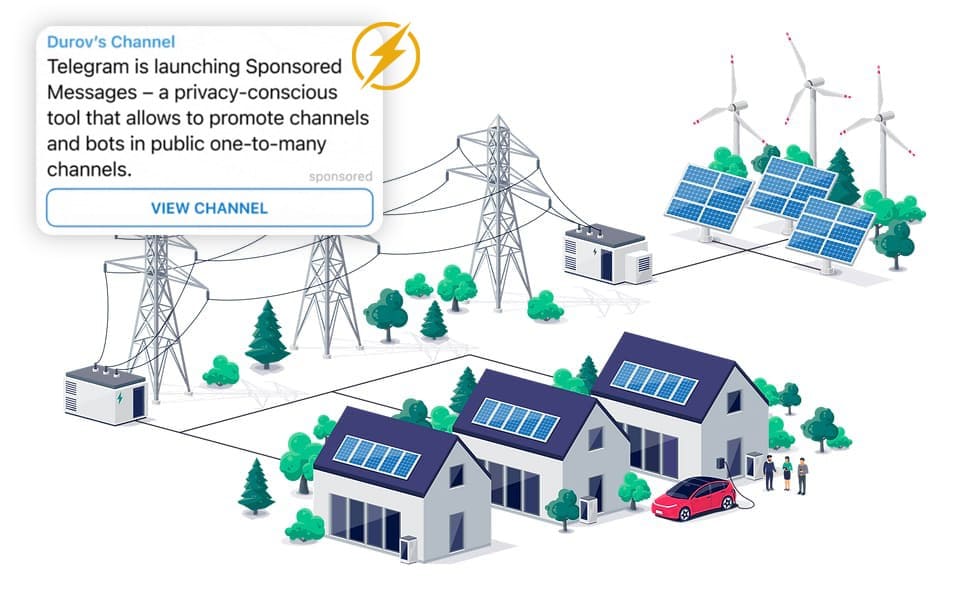 Durov's Channel
Telegram is launching Sponsored
Messages – a privacy-conscious
tool that allows to promote channels
and bots in public one-to-many
channels.
sponsored
VIEW CHANNEL